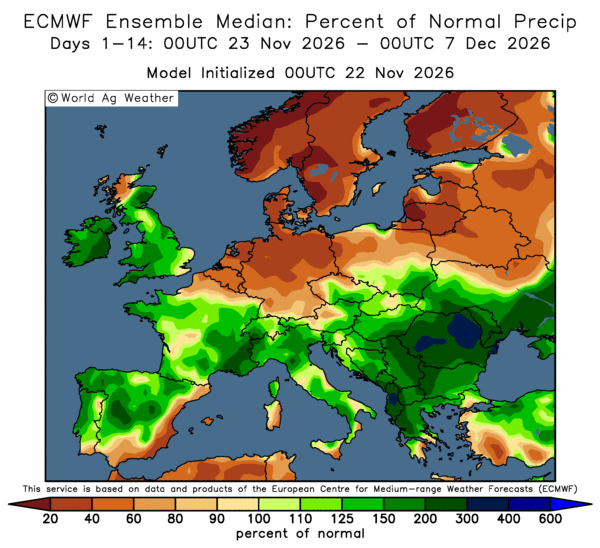 ECMWF Ensemble Median: Percent of Normal Precip
Days 1–14: 00UTC 23 Nov 2026 – 00UTC 7 Dec 2026
Model Initialized 00UTC 22 Nov 2026
©World Ag Weather
This service is based on data and products of the European Centre for Medium-range Weather Forecasts (ECMWF)
20 40 60 80 90 100 110 125 150 200 300 400 600
percent of normal